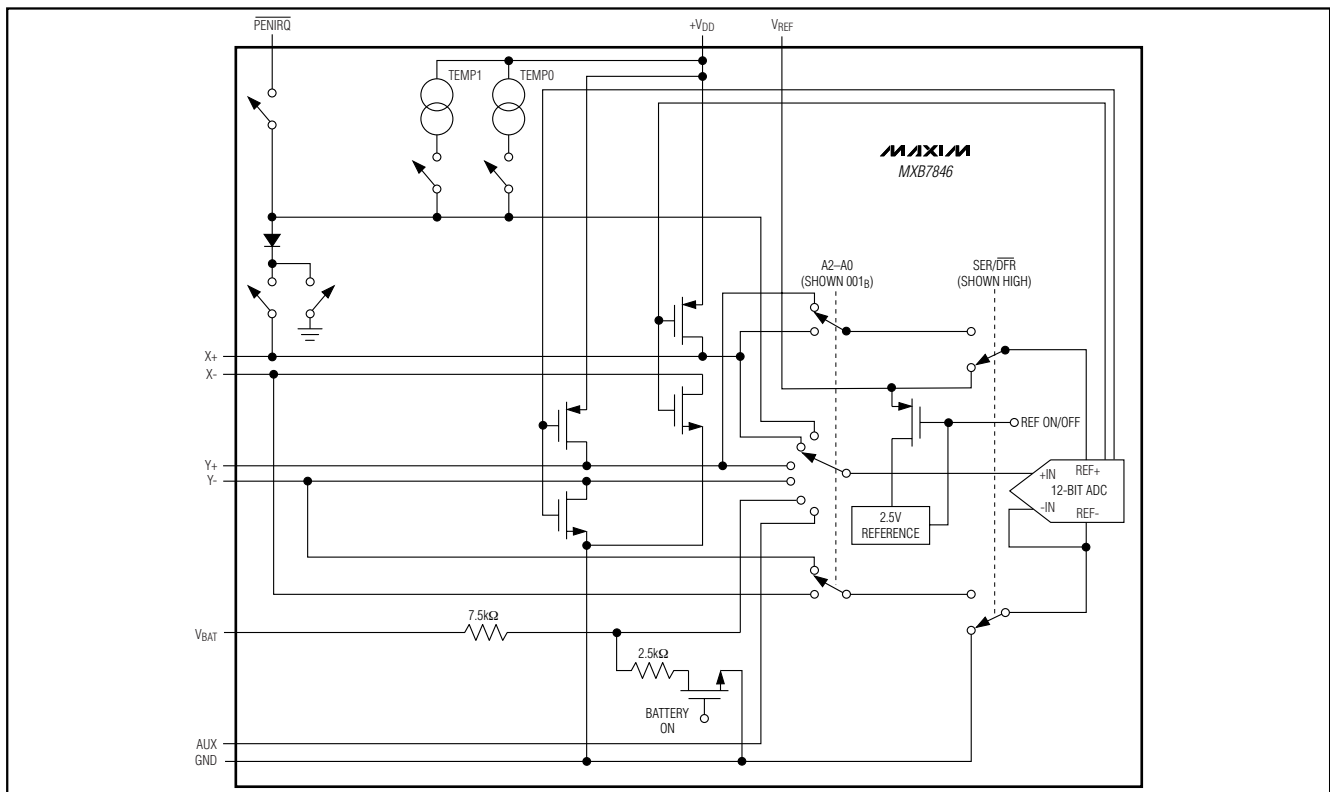 PENIRQ
+VDD
VREF
TEMP1
TEMP0
MAXIM
MXB7846
A2–A0
(SHOWN 001B)
SER/DFR
(SHOWN HIGH)
X+
X-
REF ON/OFF
Y+
Y-
+IN
REF+
12-BIT ADC
-IN
REF-
2.5V
REFERENCE
7.5kΩ
VBAT
2.5kΩ
BATTERY
ON
AUX
GND